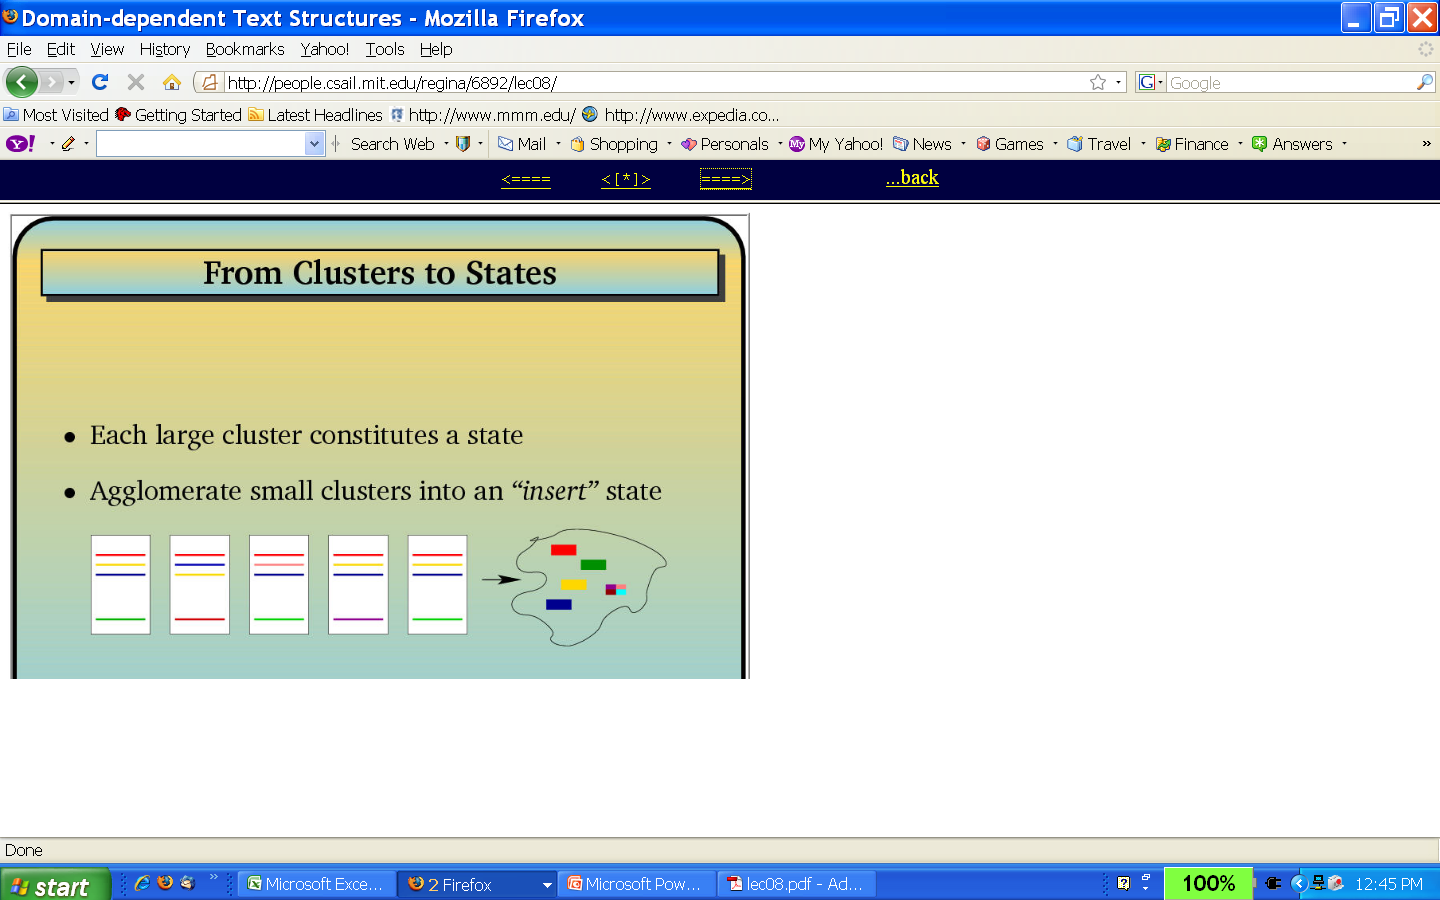 Domain-dependent Text Structures - Mozilla Firefox
File Edit View History Bookmarks Yahoo! Tools Help
http://people.csail.mit.edu/regina/6892/lec08/
G Google
Most Visited Getting Started Latest Headlines http://www.mmm.edu/ http://www.expedia.co...
Y! Search Web Mail Shopping Personals My My Yahoo! News Games Travel Finance Answers »
<==== <[*]> ====> ...back
From Clusters to States
• Each large cluster constitutes a state
• Agglomerate small clusters into an “insert” state
Done
start » Microsoft Exce... 2 Firefox Microsoft Pow... lec08.pdf - Ad... ? 100% 12:45 PM